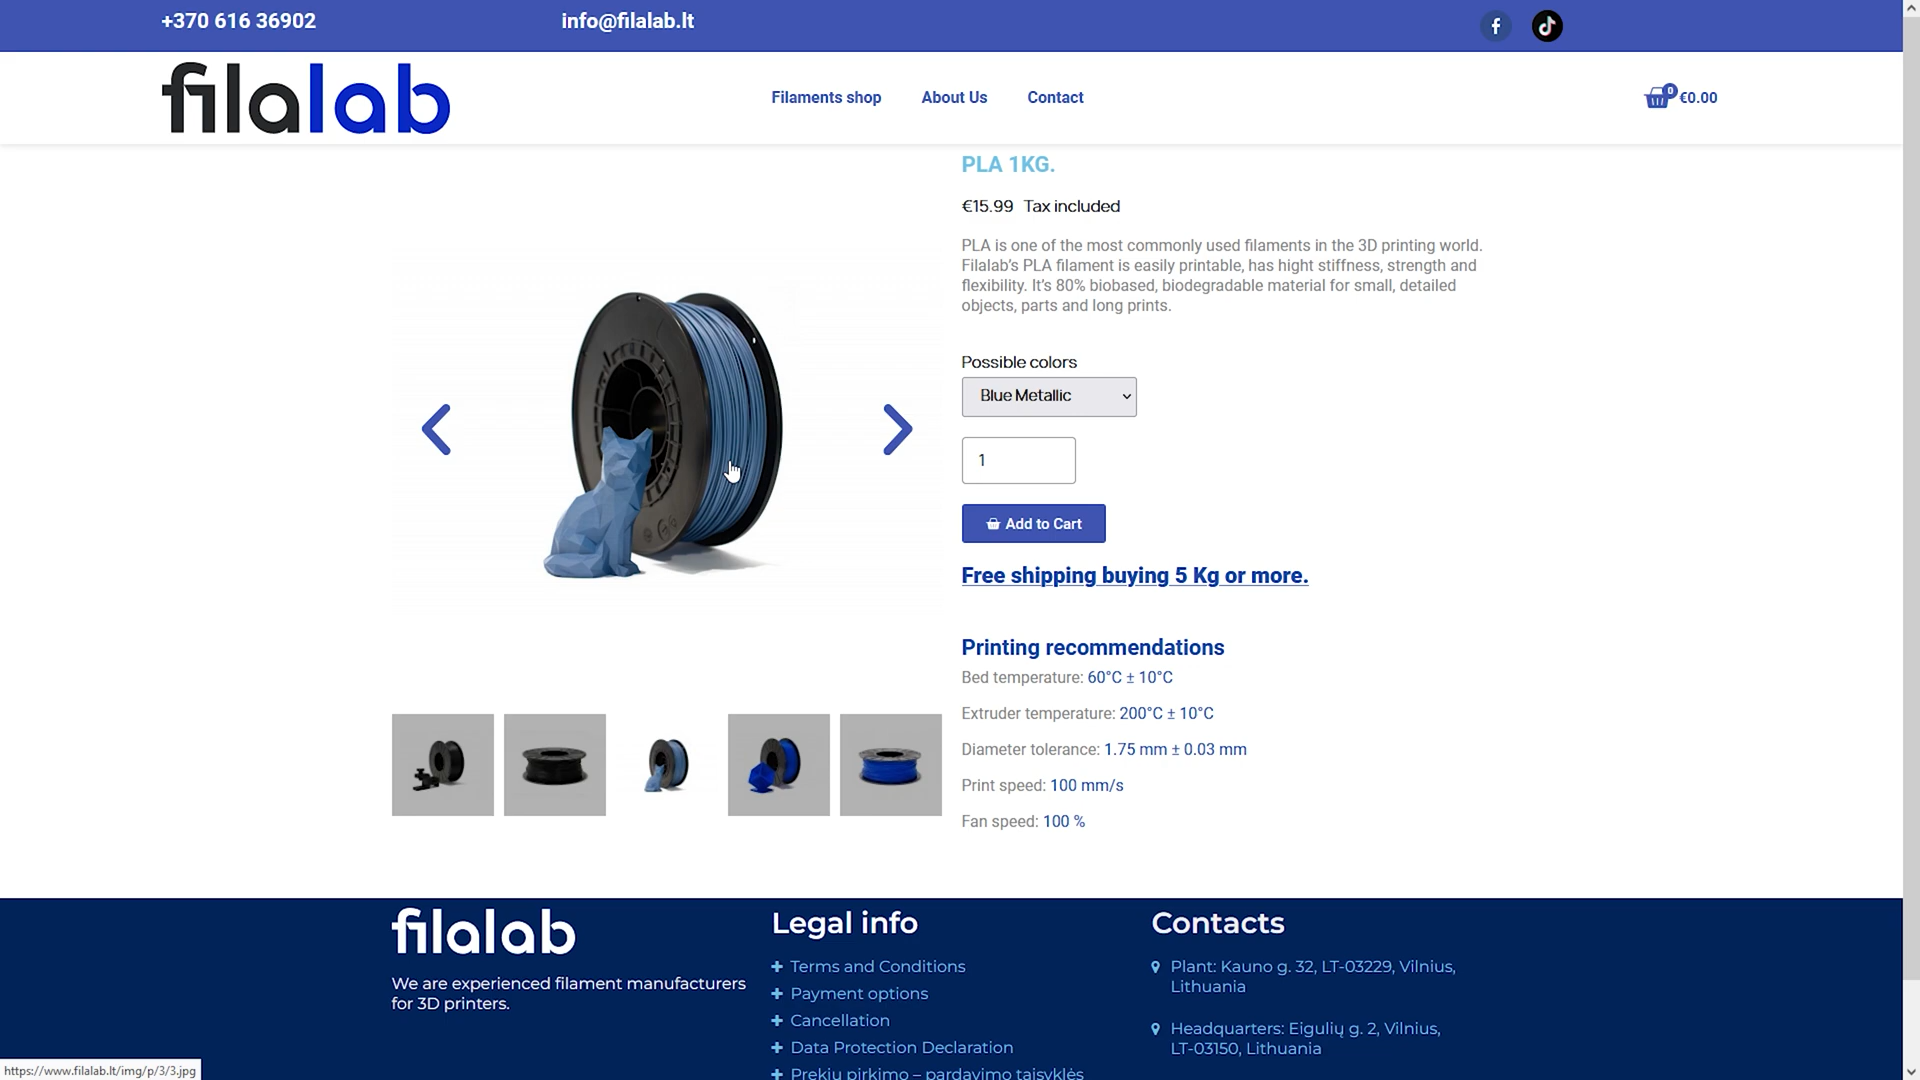 +370 616 36902
info@filalab.lt
filalab
Filaments shop
About Us
Contact
0
€0.00
PLA 1KG.
€15.99 Tax included
PLA is one of the most commonly used filaments in the 3D printing world.
Filalab’s PLA filament is easily printable, has hight stiffness, strength and
flexibility. It’s 80% biobased, biodegradable material for small, detailed
objects, parts and long prints.
Possible colors
Blue Metallic
1
Add to Cart
Free shipping buying 5 Kg or more.
Printing recommendations
Bed temperature: 60°C ± 10°C
Extruder temperature: 200°C ± 10°C
Diameter tolerance: 1.75 mm ± 0.03 mm
Print speed: 100 mm/s
Fan speed: 100 %
filalab
We are experienced filament manufacturers
for 3D printers.
Legal info
Terms and Conditions
Payment options
Cancellation
Data Protection Declaration
Prekių pirkimo – pardavimo taisyklės
Contacts
Plant: Kauno g. 32, LT-03229, Vilnius,
Lithuania
Headquarters: Eigulių g. 2, Vilnius,
LT-03150, Lithuania
https://www.filalab.lt/img/p/3/3.jpg